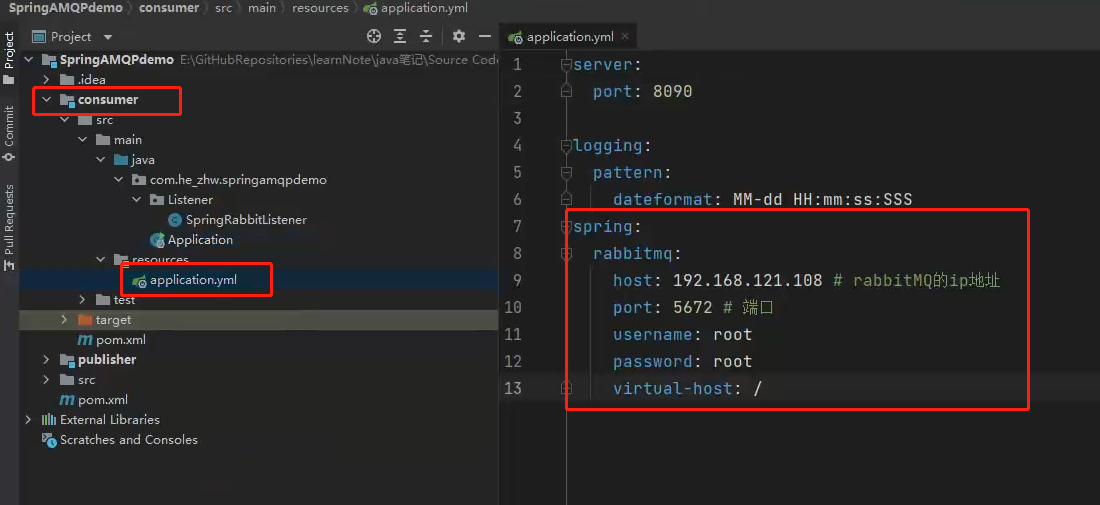 SpringAMQPdemo consumer src main resources application.yml
Project
Commit
Pull Requests
Project
SpringAMQPdemo E:\GitHubRepositories\learnNote\java笔记\Source Code
.idea
consumer
src
main
java
com.he_zhw.springamqpdemo
Listener
SpringRabbitListener
Application
resources
application.yml
test
target
pom.xml
publisher
src
pom.xml
External Libraries
Scratches and Consoles
application.yml
1 server:
2 port: 8090
3
4 logging:
5 pattern:
6 dateformat: MM-dd HH:mm:ss:SSS
7 spring:
8 rabbitmq:
9 host: 192.168.121.108 # rabbitMQ的ip地址
10 port: 5672 # 端口
11 username: root
12 password: root
13 virtual-host: /